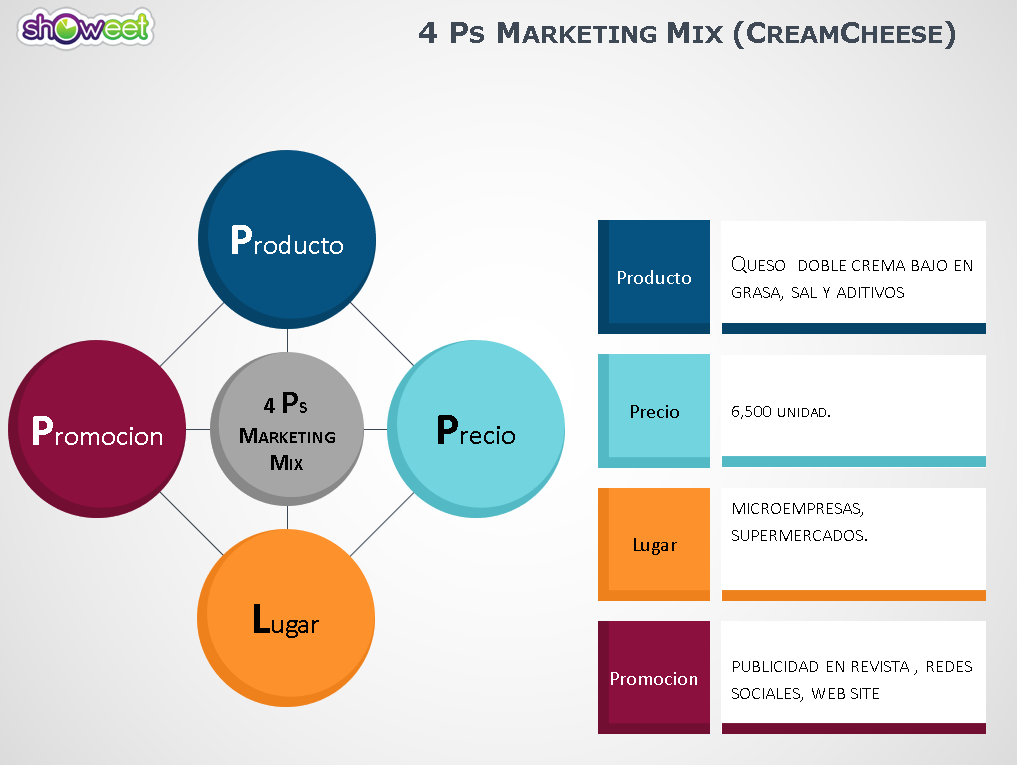 showeet
4 Ps Marketing Mix (CreamCheese)
Producto
Promocion
4 Ps
Marketing
Mix
Precio
Lugar
Producto
Queso doble crema bajo en
grasa, sal y aditivos
Precio
6,500 unidad.
Lugar
microempresas,
supermercados.
Promocion
publicidad en revista , redes
sociales, web site